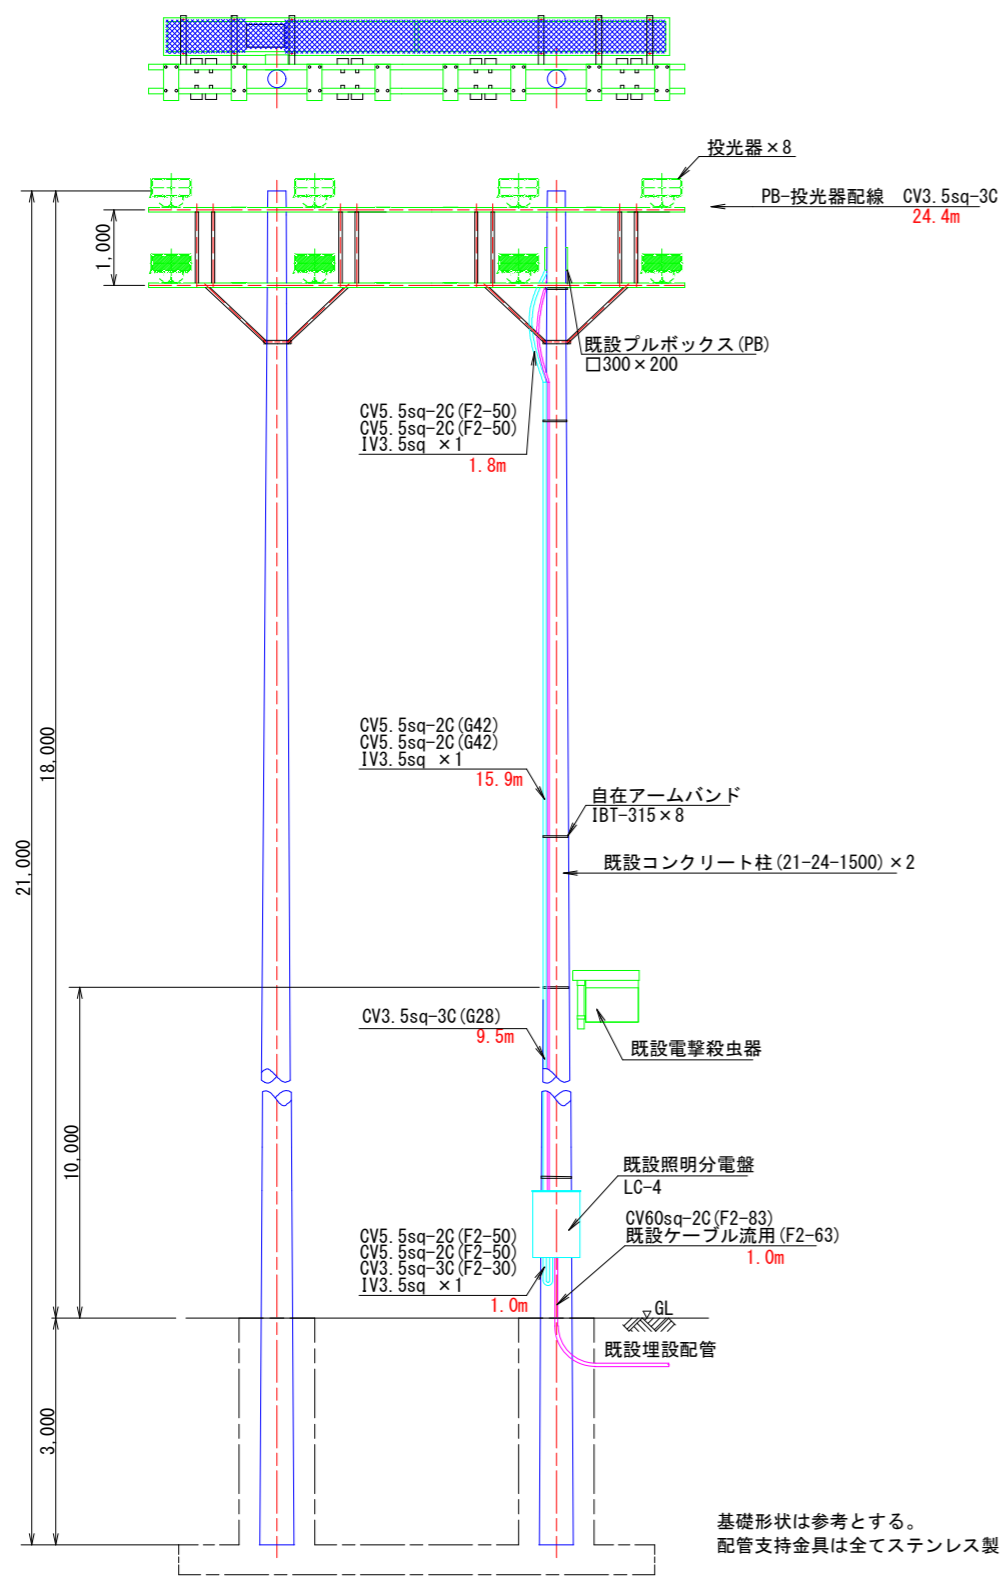 投光器×8
PB-投光器配線 CV3.5sq-3C
24.4m
1,000
既設プルボックス(PB)
□300×200
CV5.5sq-2C(F2-50)
CV5.5sq-2C(F2-50)
IV3.5sq ×1
1.8m
18,000
21,000
CV5.5sq-2C(G42)
CV5.5sq-2C(G42)
IV3.5sq ×1
15.9m
自在アームバンド
IBT-315×8
既設コンクリート柱(21-24-1500)×2
CV3.5sq-3C(G28)
9.5m
既設電撃殺虫器
10,000
既設照明分電盤
LC-4
CV60sq-2C(F2-83)
既設ケーブル流用(F2-63)
1.0m
CV5.5sq-2C(F2-50)
CV5.5sq-2C(F2-50)
CV3.5sq-3C(F2-30)
IV3.5sq ×1
1.0m
▽GL
既設埋設配管
3,000
基礎形状は参考とする。
配管支持金具は全てステンレス製